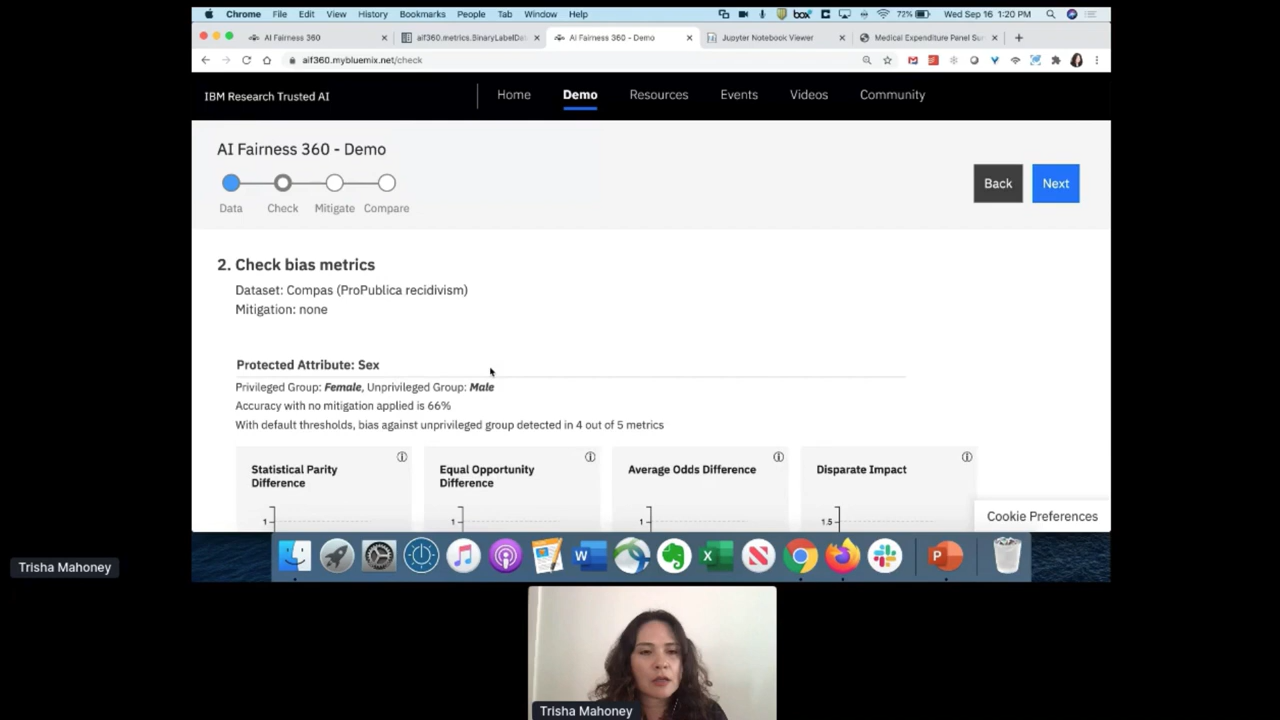 Chrome File Edit View History Bookmarks People Tab Window Help box 72% Wed Sep 16 1:20 PM
AI Fairness 360 × aif360.metrics.BinaryLabelDat × AI Fairness 360 - Demo × Jupyter Notebook Viewer × Medical Expenditure Panel Sur × +
aif360.mybluemix.net/check
IBM Research Trusted AI Home Demo Resources Events Videos Community
AI Fairness 360 - Demo
Back Next
Data Check Mitigate Compare
2. Check bias metrics
Dataset: Compas (ProPublica recidivism)
Mitigation: none
Protected Attribute: Sex
Privileged Group: Female, Unprivileged Group: Male
Accuracy with no mitigation applied is 66%
With default thresholds, bias against unprivileged group detected in 4 out of 5 metrics
Statistical Parity Difference
Equal Opportunity Difference
Average Odds Difference
Disparate Impact
1 1 1 1.5
Cookie Preferences
Trisha Mahoney
Trisha Mahoney